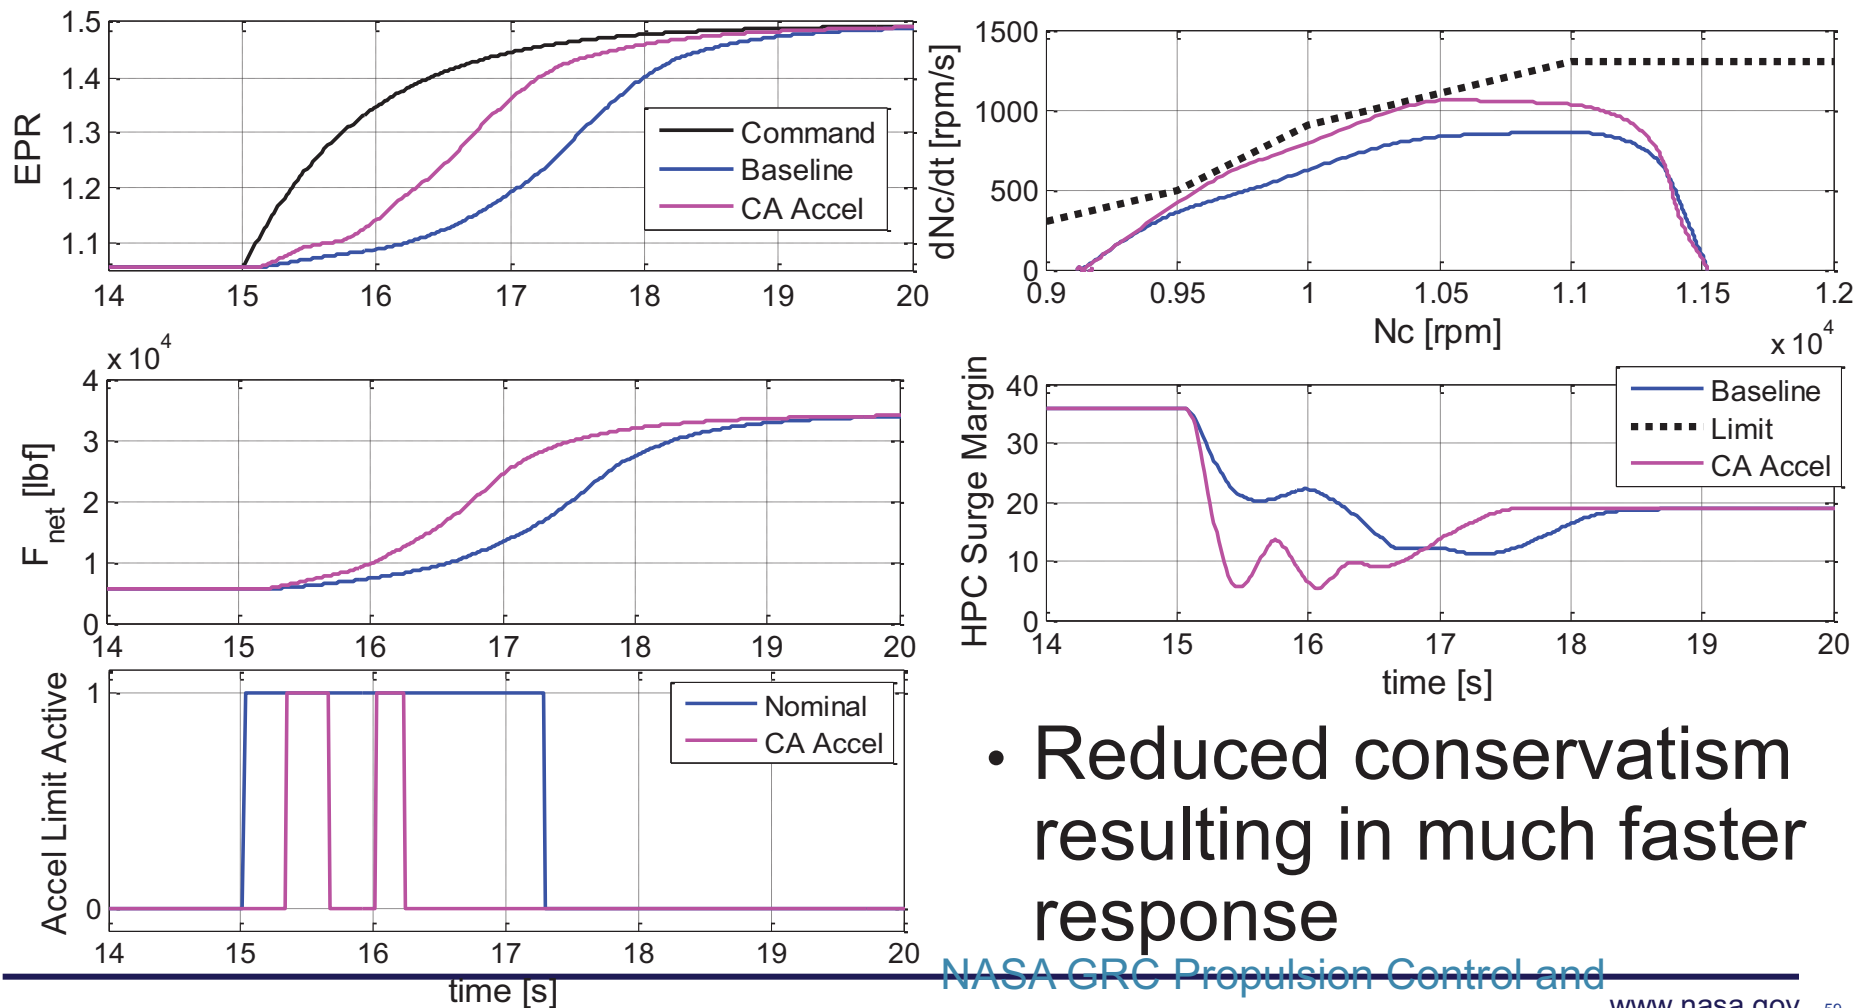 1.5
1.4
1.3
1.2
1.1
EPR
14 15 16 17 18 19 20
Command
Baseline
CA Accel
1500
1000
500
0
dNc/dt [rpm/s]
0.9 0.95 1 1.05 1.1 1.15 1.2
Nc [rpm]
x 10^4
x 10^4
4
3
2
1
0
F_net [lbf]
14 15 16 17 18 19 20
40
30
20
10
0
HPC Surge Margin
14 15 16 17 18 19 20
time [s]
Baseline
Limit
CA Accel
1
0
Accel Limit Active
14 15 16 17 18 19 20
time [s]
Nominal
CA Accel
• Reduced conservatism
resulting in much faster
response
NASA GRC Propulsion Control and
www.nasa.gov 59